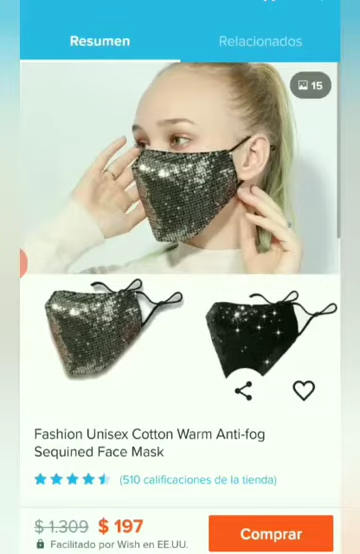 Resumen
Relacionados
15
Fashion Unisex Cotton Warm Anti-fog
Sequined Face Mask
(510 calificaciones de la tienda)
$ 1.309 $ 197
Comprar
Facilitado por Wish en EE.UU.